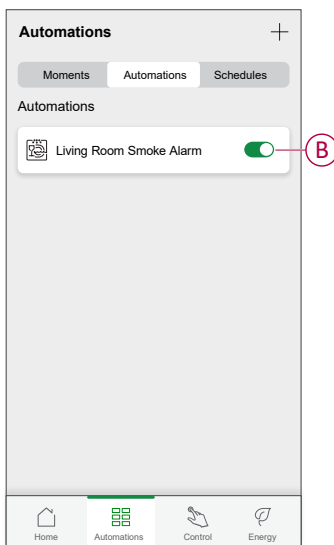 Automations
Moments Automations Schedules
Automations
Living Room Smoke Alarm
B
Home Automations Control Energy